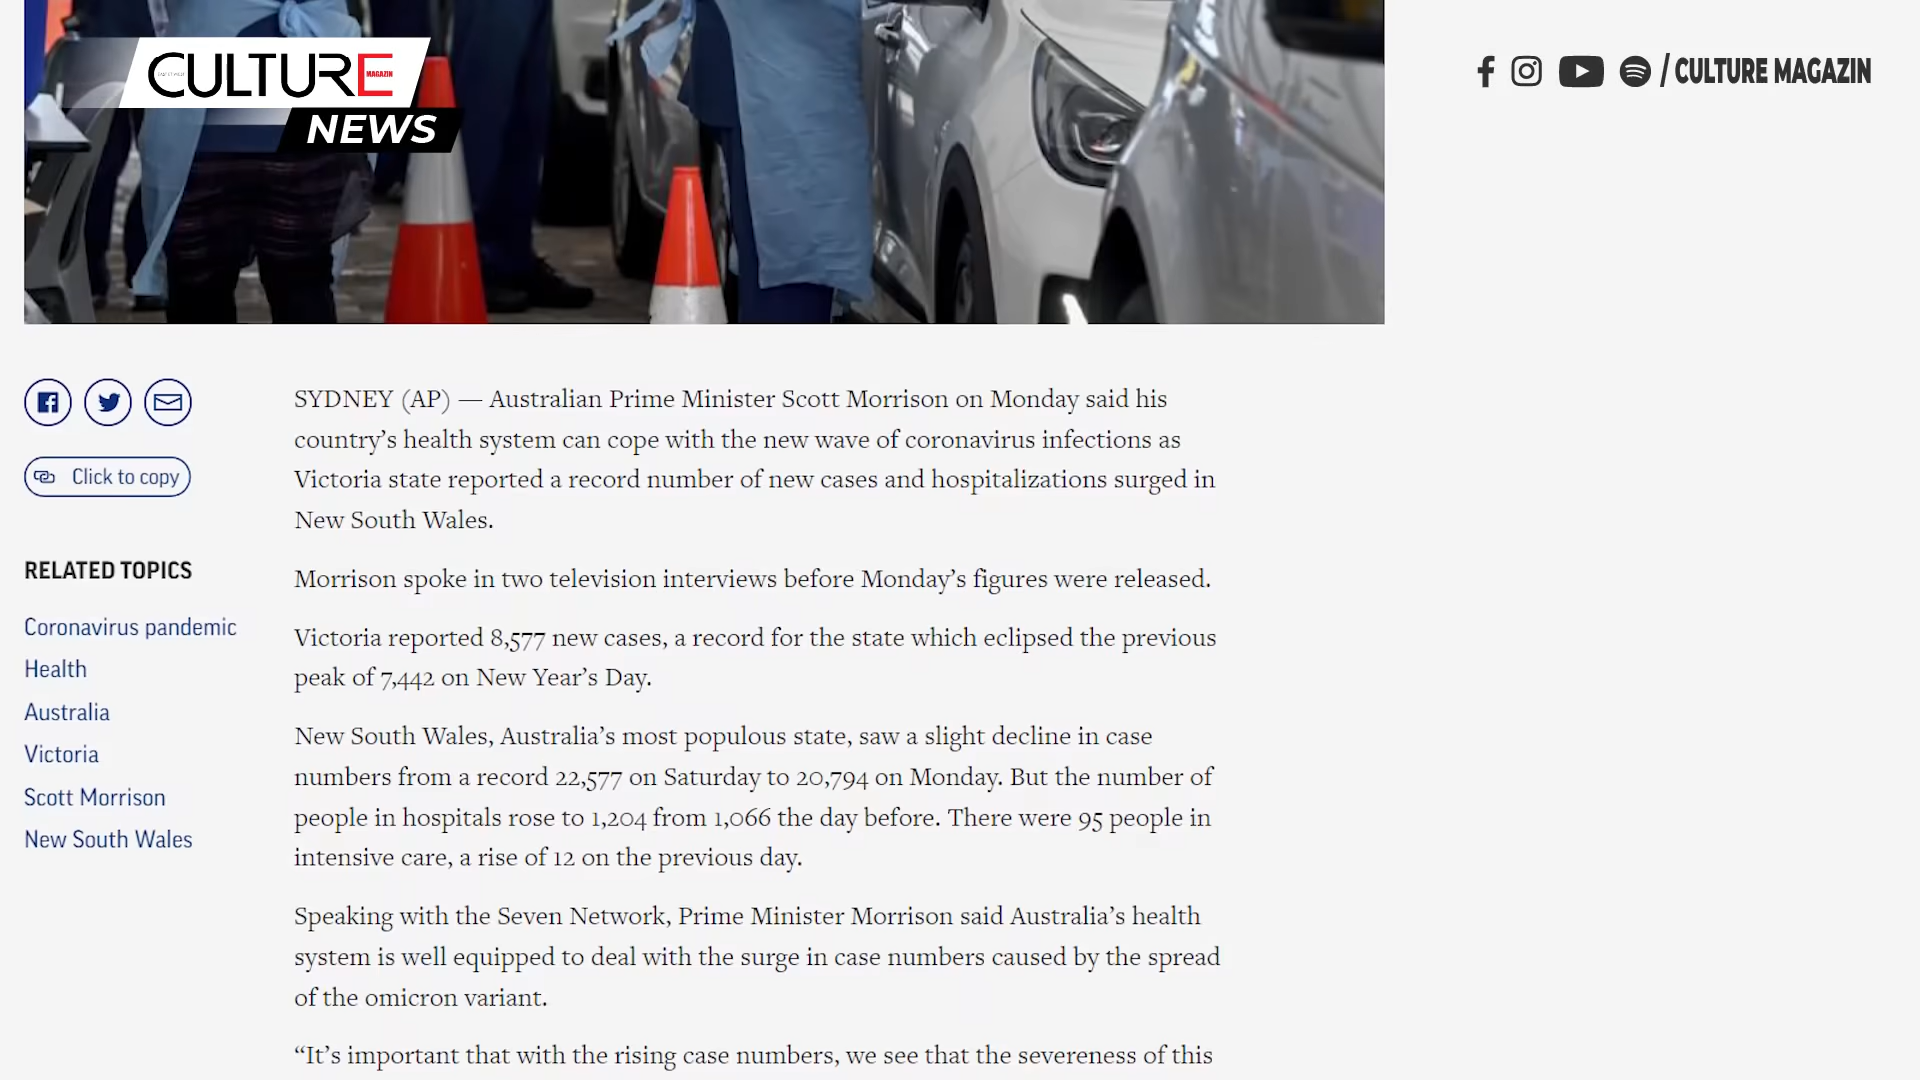 CULTURE
MAGAZIN
NEWS
/ CULTURE MAGAZIN
Click to copy
RELATED TOPICS
Coronavirus pandemic
Health
Australia
Victoria
Scott Morrison
New South Wales
SYDNEY (AP) — Australian Prime Minister Scott Morrison on Monday said his
country’s health system can cope with the new wave of coronavirus infections as
Victoria state reported a record number of new cases and hospitalizations surged in
New South Wales.
Morrison spoke in two television interviews before Monday’s figures were released.
Victoria reported 8,577 new cases, a record for the state which eclipsed the previous
peak of 7,442 on New Year’s Day.
New South Wales, Australia’s most populous state, saw a slight decline in case
numbers from a record 22,577 on Saturday to 20,794 on Monday. But the number of
people in hospitals rose to 1,204 from 1,066 the day before. There were 95 people in
intensive care, a rise of 12 on the previous day.
Speaking with the Seven Network, Prime Minister Morrison said Australia’s health
system is well equipped to deal with the surge in case numbers caused by the spread
of the omicron variant.
“It’s important that with the rising case numbers, we see that the severeness of this